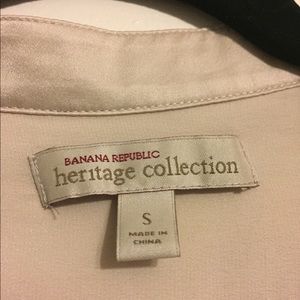 BANANA REPUBLIC
heritage collection
S
MADE IN
CHINA